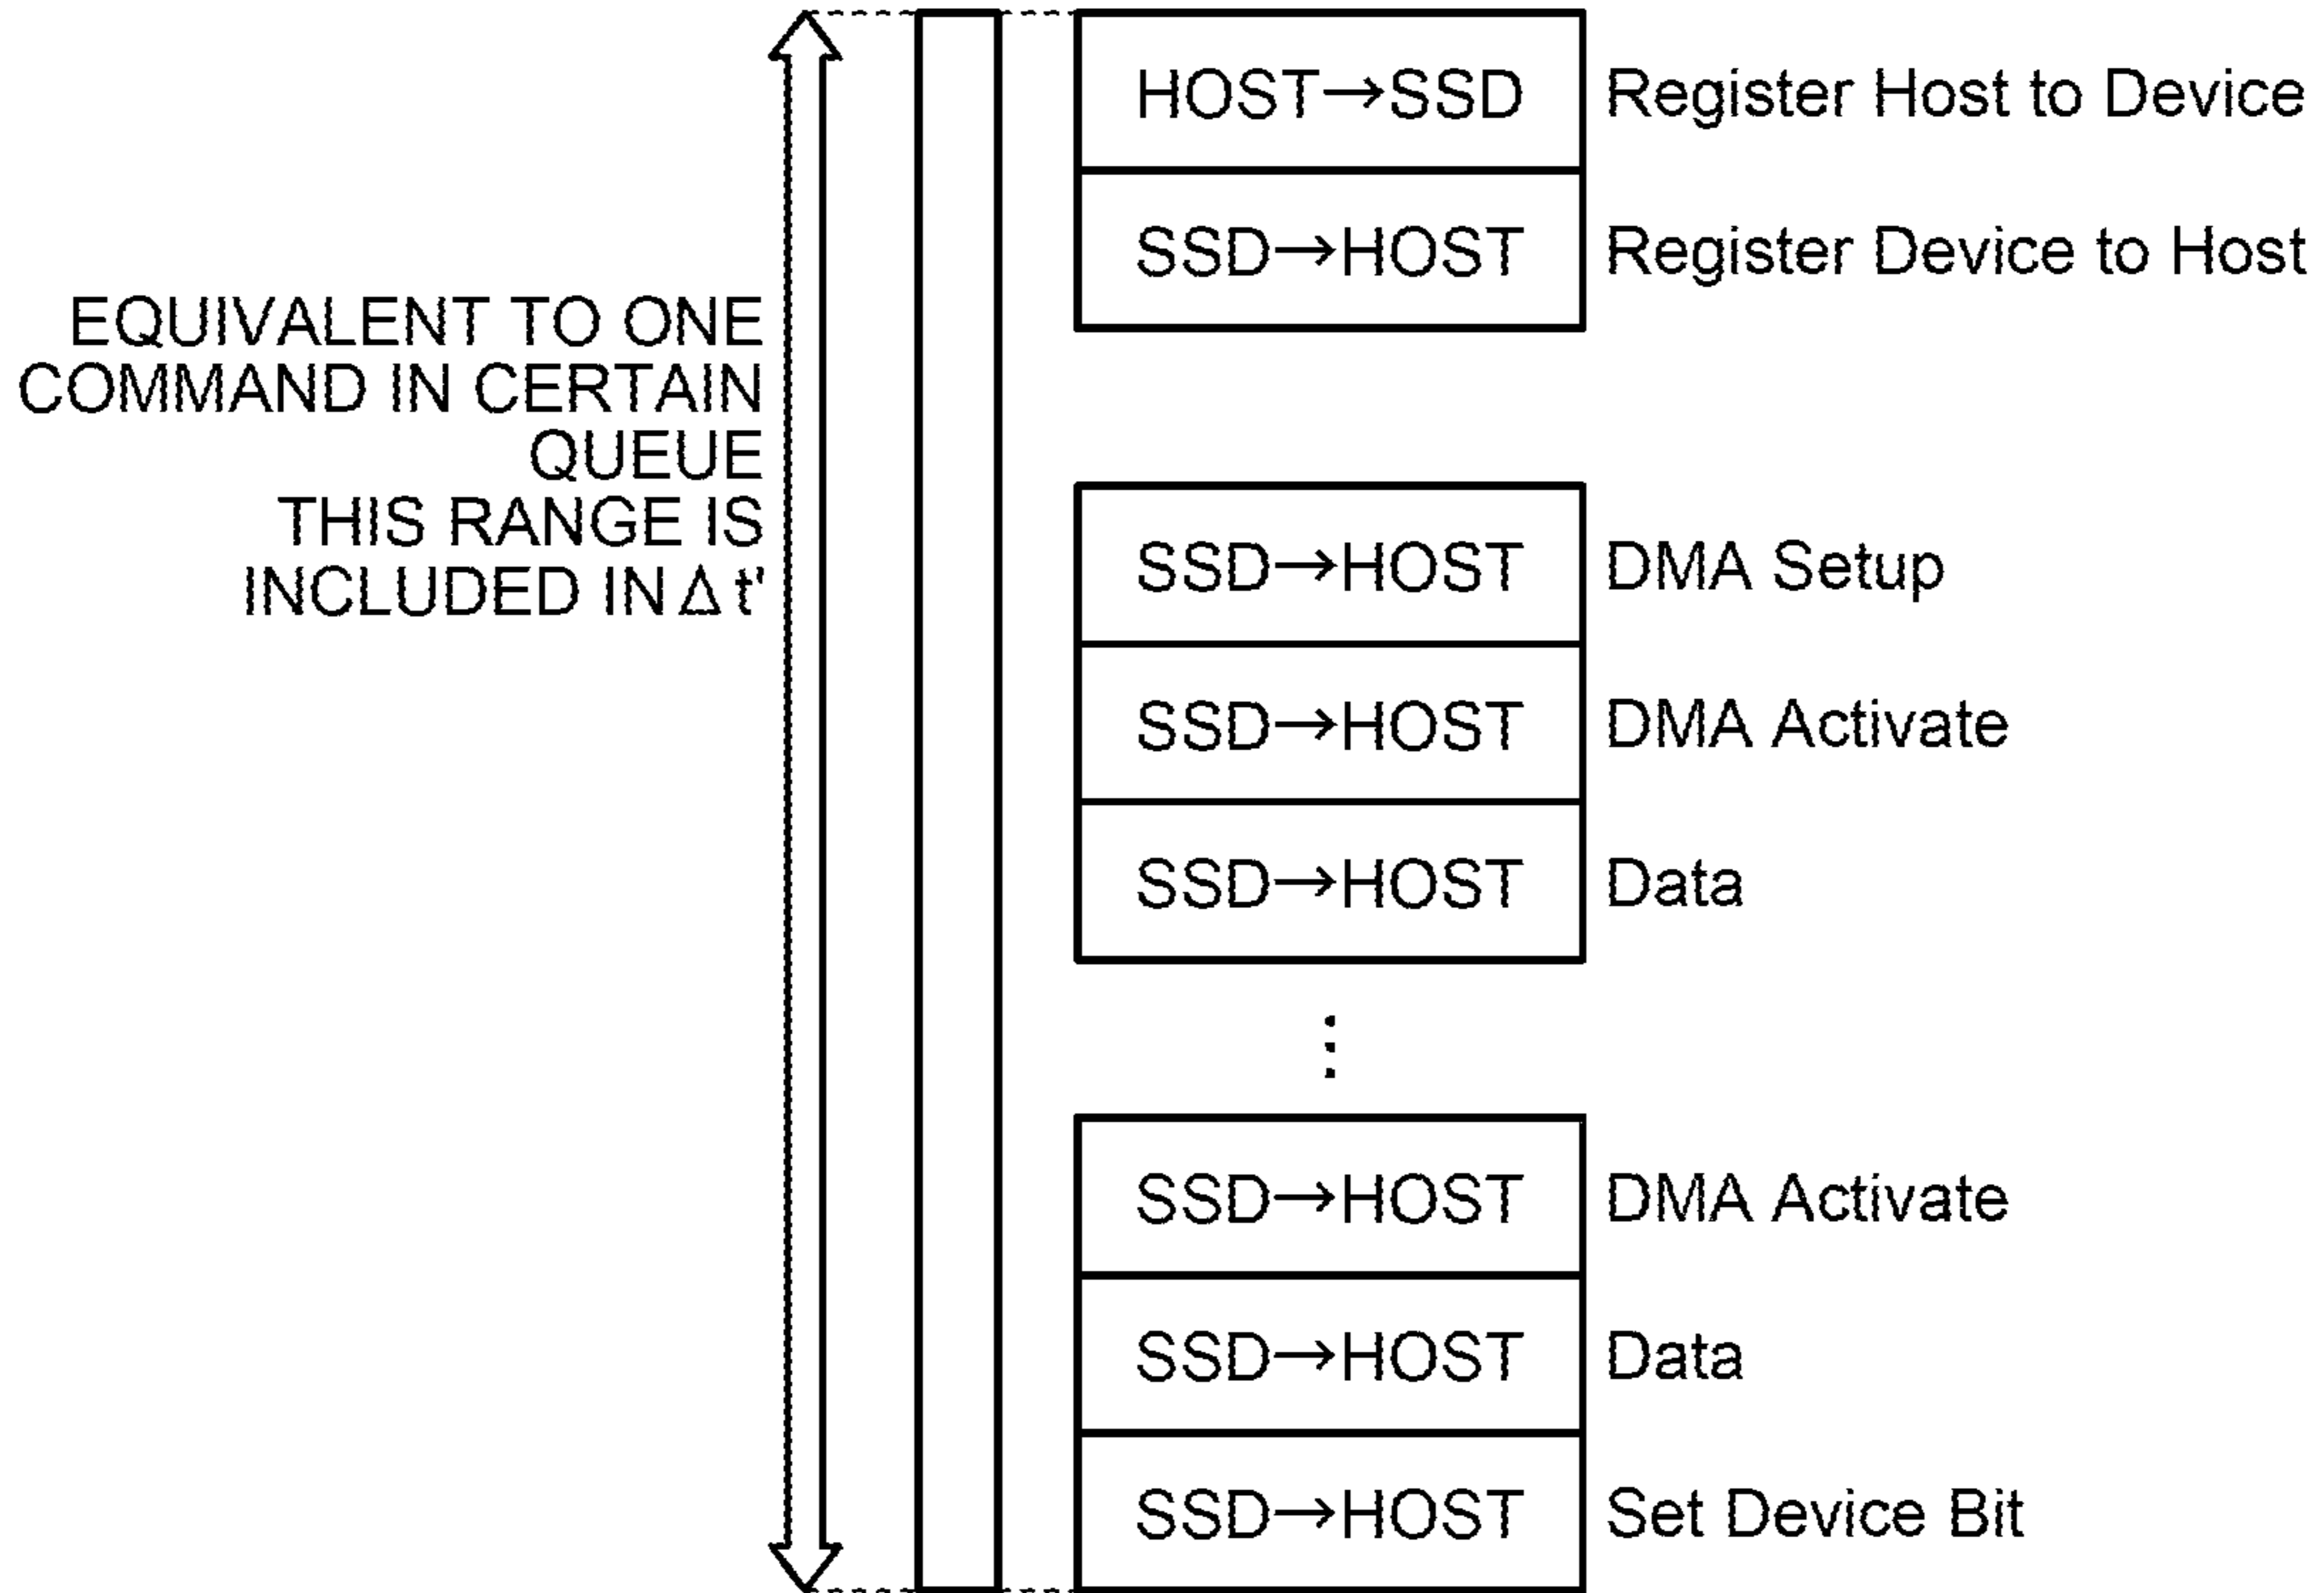 HOST→SSD Register Host to Device
SSD→HOST Register Device to Host
EQUIVALENT TO ONE
COMMAND IN CERTAIN
QUEUE
THIS RANGE IS
INCLUDED IN Δt'
SSD→HOST DMA Setup
SSD→HOST DMA Activate
SSD→HOST Data
⋮
SSD→HOST DMA Activate
SSD→HOST Data
SSD→HOST Set Device Bit